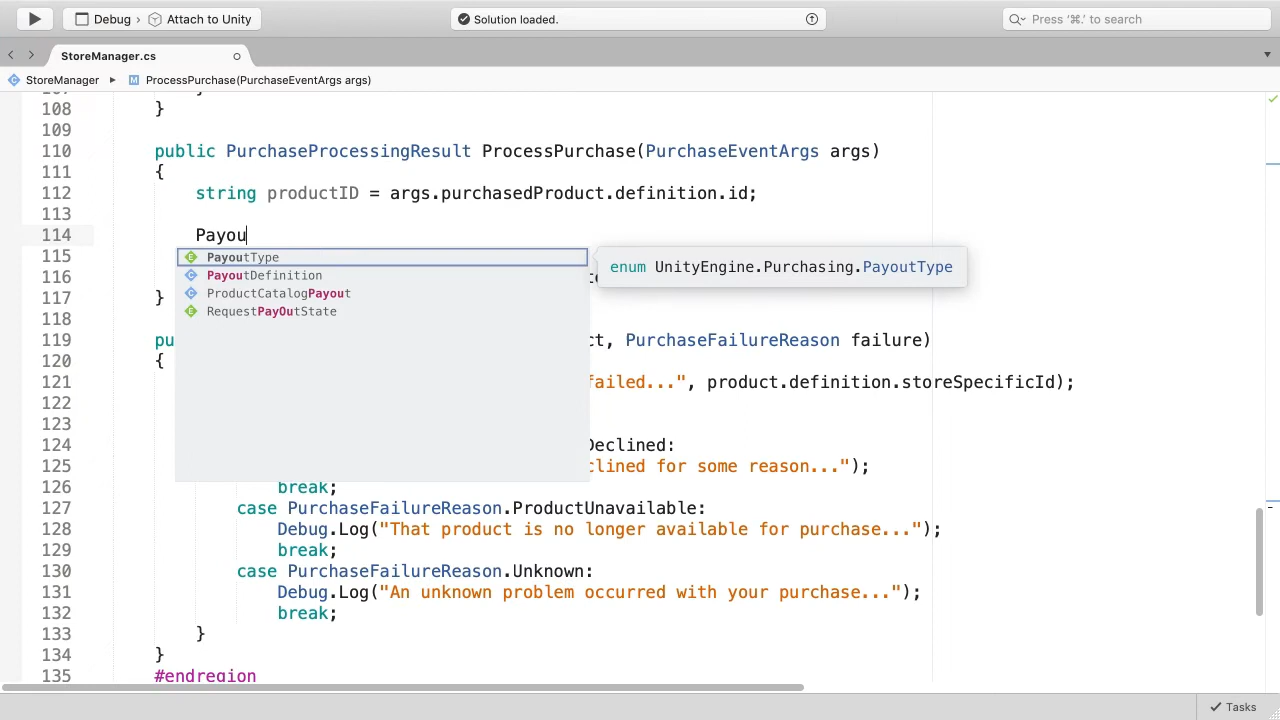 Debug > Attach to Unity
Solution loaded.
Press '⌘.' to search
StoreManager.cs
StoreManager ▸ ProcessPurchase(PurchaseEventArgs args)
108 }
109
110 public PurchaseProcessingResult ProcessPurchase(PurchaseEventArgs args)
111 {
112 string productID = args.purchasedProduct.definition.id;
113
114 Payou
115 PayoutType
enum UnityEngine.Purchasing.PayoutType
PayoutDefinition
116 ProductCatalogPayout
117 }
RequestPayOutState
118
119 pu ct, PurchaseFailureReason failure)
120 {
121 failed...", product.definition.storeSpecificId);
122
123
124 Declined:
125 clined for some reason...");
126 break;
127 case PurchaseFailureReason.ProductUnavailable:
128 Debug.Log("That product is no longer available for purchase...");
129 break;
130 case PurchaseFailureReason.Unknown:
131 Debug.Log("An unknown problem occurred with your purchase...");
132 break;
133 }
134 }
135 #endregion
Tasks